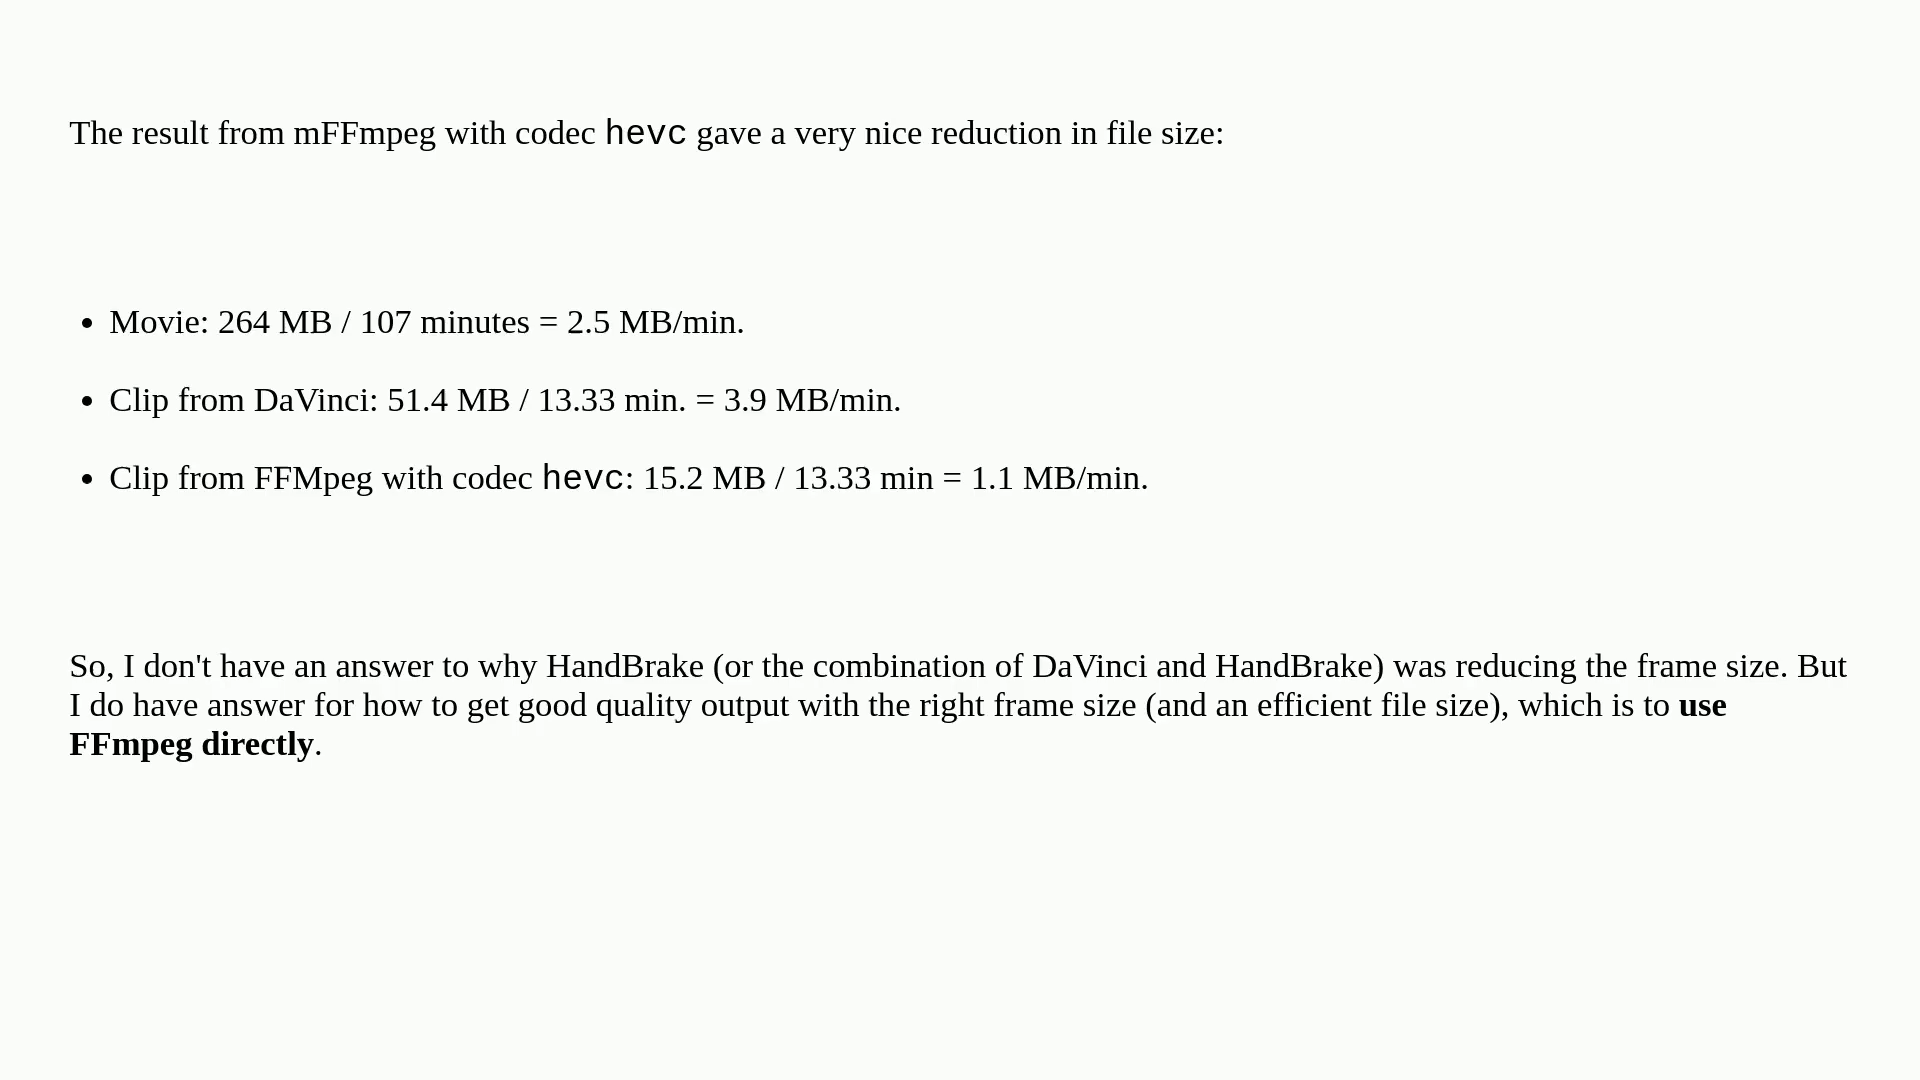 The result from mFFmpeg with codec hevc gave a very nice reduction in file size:
• Movie: 264 MB / 107 minutes = 2.5 MB/min.
• Clip from DaVinci: 51.4 MB / 13.33 min. = 3.9 MB/min.
• Clip from FFMpeg with codec hevc: 15.2 MB / 13.33 min = 1.1 MB/min.
So, I don't have an answer to why HandBrake (or the combination of DaVinci and HandBrake) was reducing the frame size. But
I do have answer for how to get good quality output with the right frame size (and an efficient file size), which is to use
FFmpeg directly.